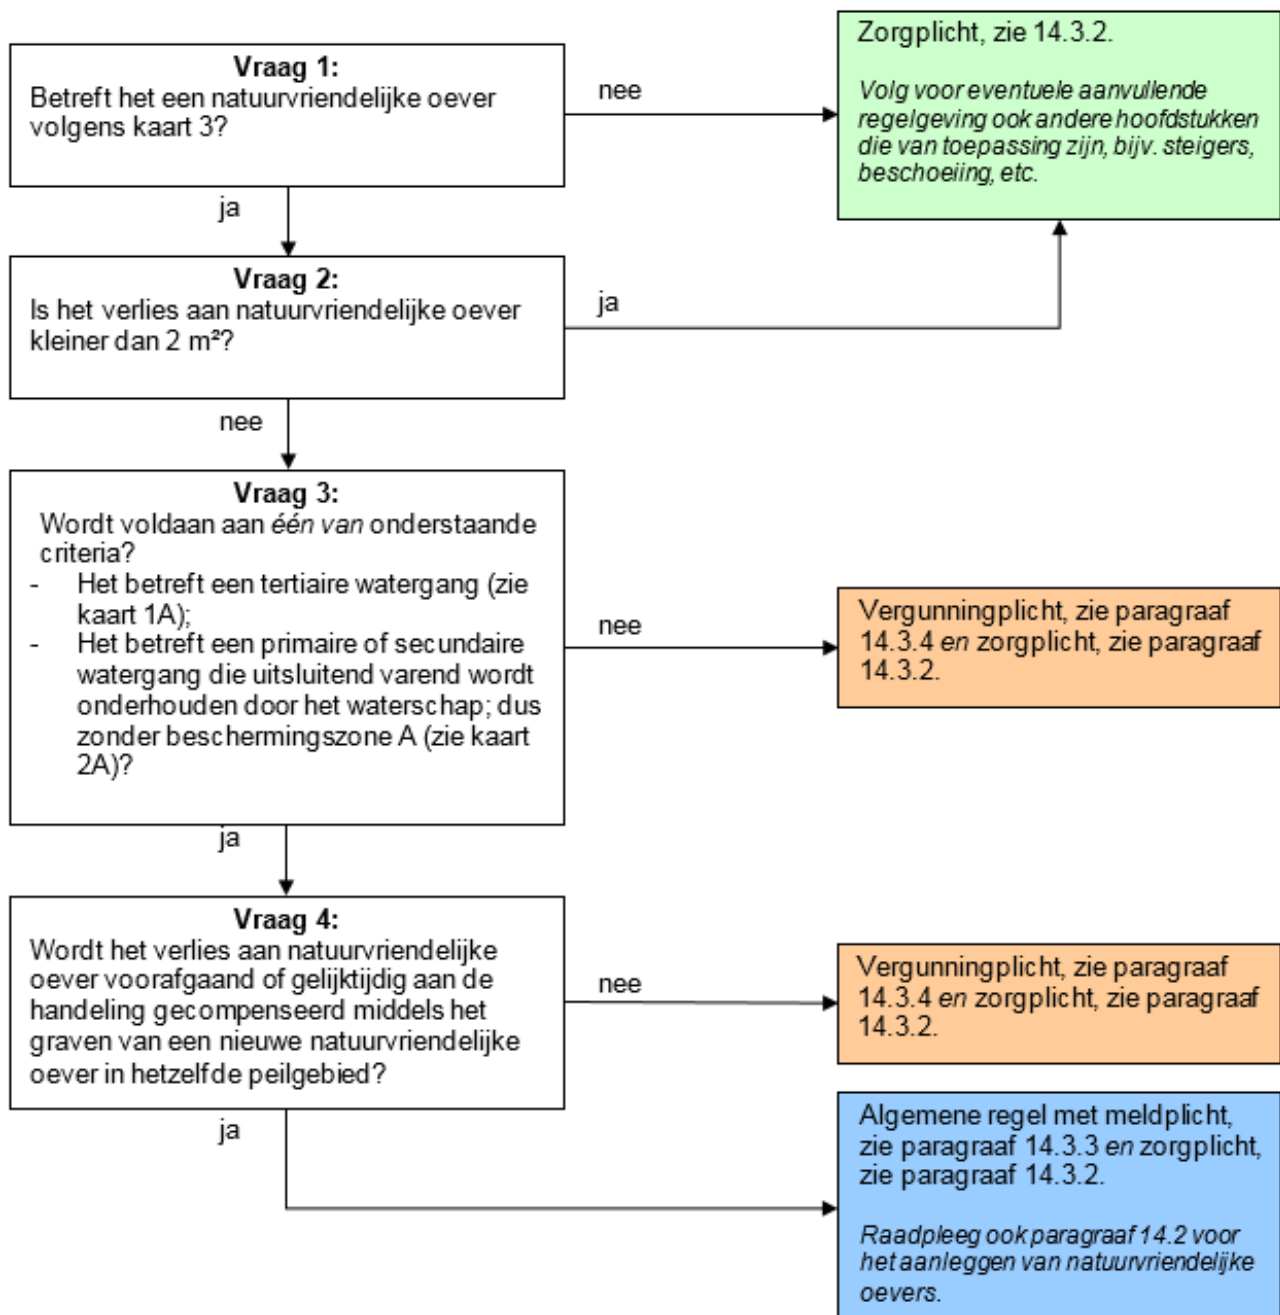 Vraag 1:
Betreft het een natuurvriendelijke oever
volgens kaart 3?
nee
Zorgplicht, zie 14.3.2.
Volg voor eventuele aanvullende
regelgeving ook andere hoofdstukken
die van toepassing zijn, bijv. steigers,
beschoeiing, etc.
ja
Vraag 2:
Is het verlies aan natuurvriendelijke oever
kleiner dan 2 m²?
ja
nee
Vraag 3:
Wordt voldaan aan één van onderstaande
criteria?
- Het betreft een tertiaire watergang (zie
kaart 1A);
- Het betreft een primaire of secundaire
watergang die uitsluitend varend wordt
onderhouden door het waterschap; dus
zonder beschermingszone A (zie kaart
2A)?
nee
Vergunningplicht, zie paragraaf
14.3.4 en zorgplicht, zie paragraaf
14.3.2.
ja
Vraag 4:
Wordt het verlies aan natuurvriendelijke
oever voorafgaand of gelijktijdig aan de
handeling gecompenseerd middels het
graven van een nieuwe natuurvriendelijke
oever in hetzelfde peilgebied?
nee
Vergunningplicht, zie paragraaf
14.3.4 en zorgplicht, zie paragraaf
14.3.2.
ja
Algemene regel met meldplicht,
zie paragraaf 14.3.3 en zorgplicht,
zie paragraaf 14.3.2.
Raadpleeg ook paragraaf 14.2 voor
het aanleggen van natuurvriendelijke
oevers.